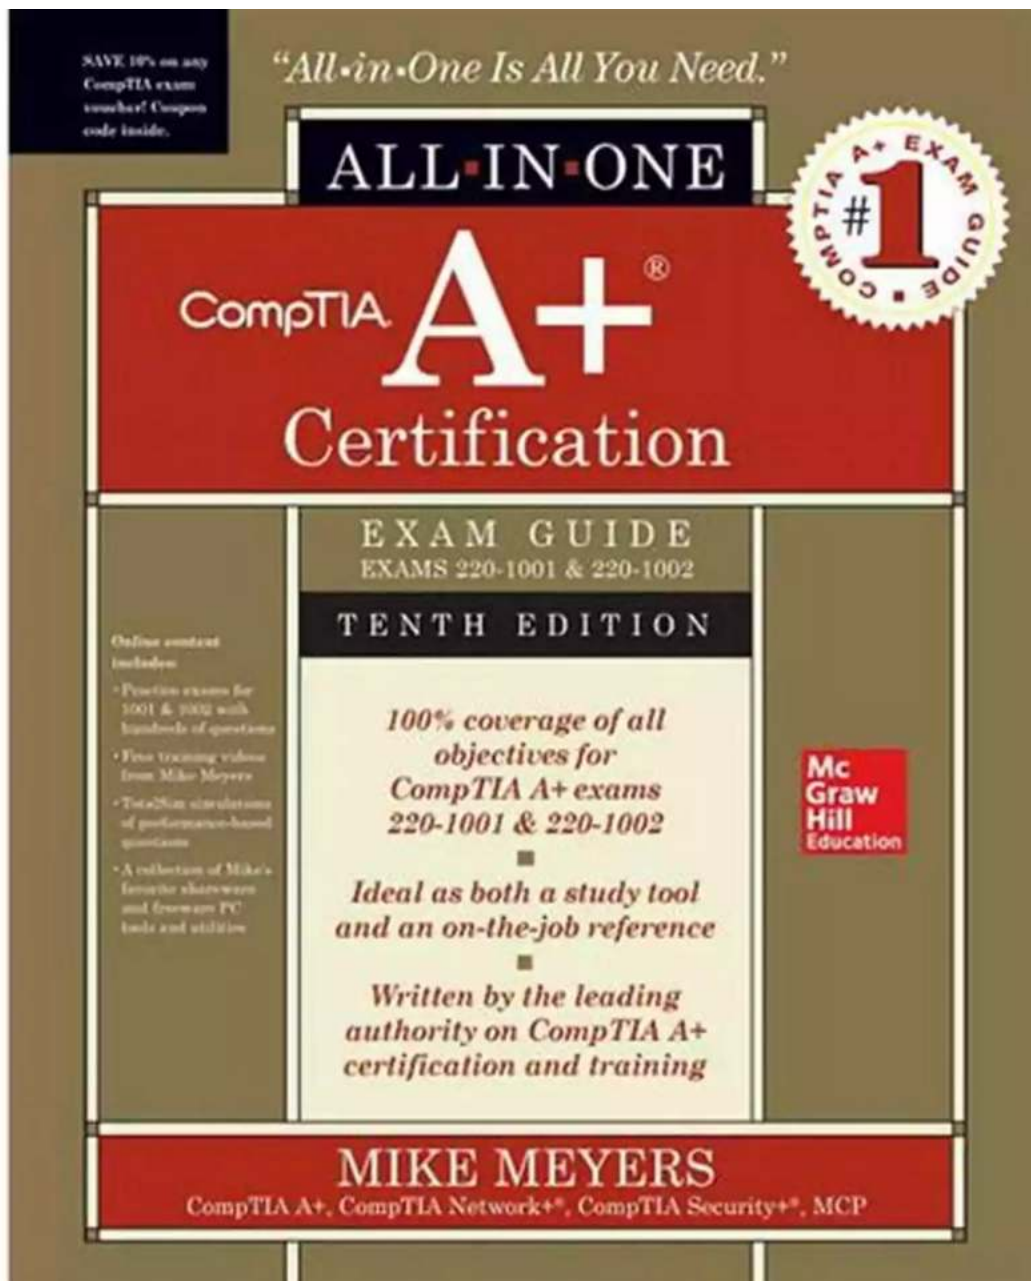 SAVE 10% on any
CompTIA exam
voucher! Coupon
code inside.
“All-in-One Is All You Need.”
ALL-IN-ONE
COMPTIA A+ EXAM GUIDE
#1
CompTIA A+®
Certification
EXAM GUIDE
EXAMS 220-1001 & 220-1002
TENTH EDITION
Online content
includes:
• Practice exams for
1001 & 1002 with
hundreds of questions
• Free training videos
from Mike Meyers
• TotalSim simulations
of performance-based
questions
• A collection of Mike's
favorite shareware
and freeware PC
tools and utilities
100% coverage of all
objectives for
CompTIA A+ exams
220-1001 & 220-1002
Ideal as both a study tool
and an on-the-job reference
Written by the leading
authority on CompTIA A+
certification and training
Mc
Graw
Hill
Education
MIKE MEYERS
CompTIA A+, CompTIA Network+®, CompTIA Security+®, MCP